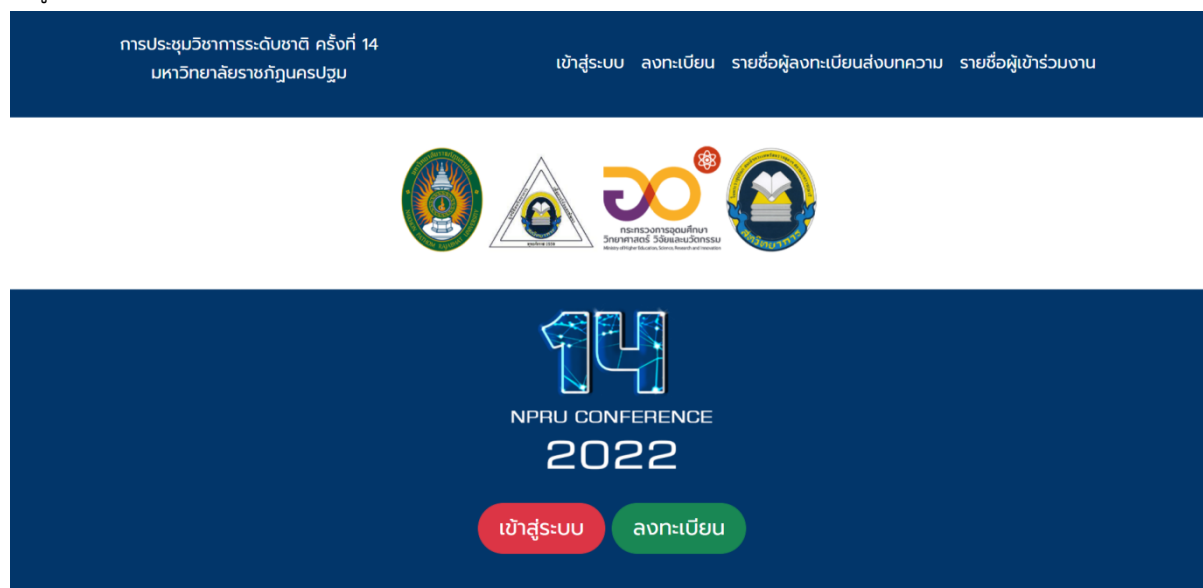 การประชุมวิชาการระดับชาติ ครั้งที่ 14
มหาวิทยาลัยราชภัฏนครปฐม
เข้าสู่ระบบ ลงทะเบียน รายชื่อผู้ลงทะเบียนส่งบทความ รายชื่อผู้เข้าร่วมงาน
กระทรวงการอุดมศึกษา
วิทยาศาสตร์ วิจัยและนวัตกรรม
Ministry of Higher Education, Science, Research and Innovation
14
NPRU CONFERENCE
2022
เข้าสู่ระบบ ลงทะเบียน